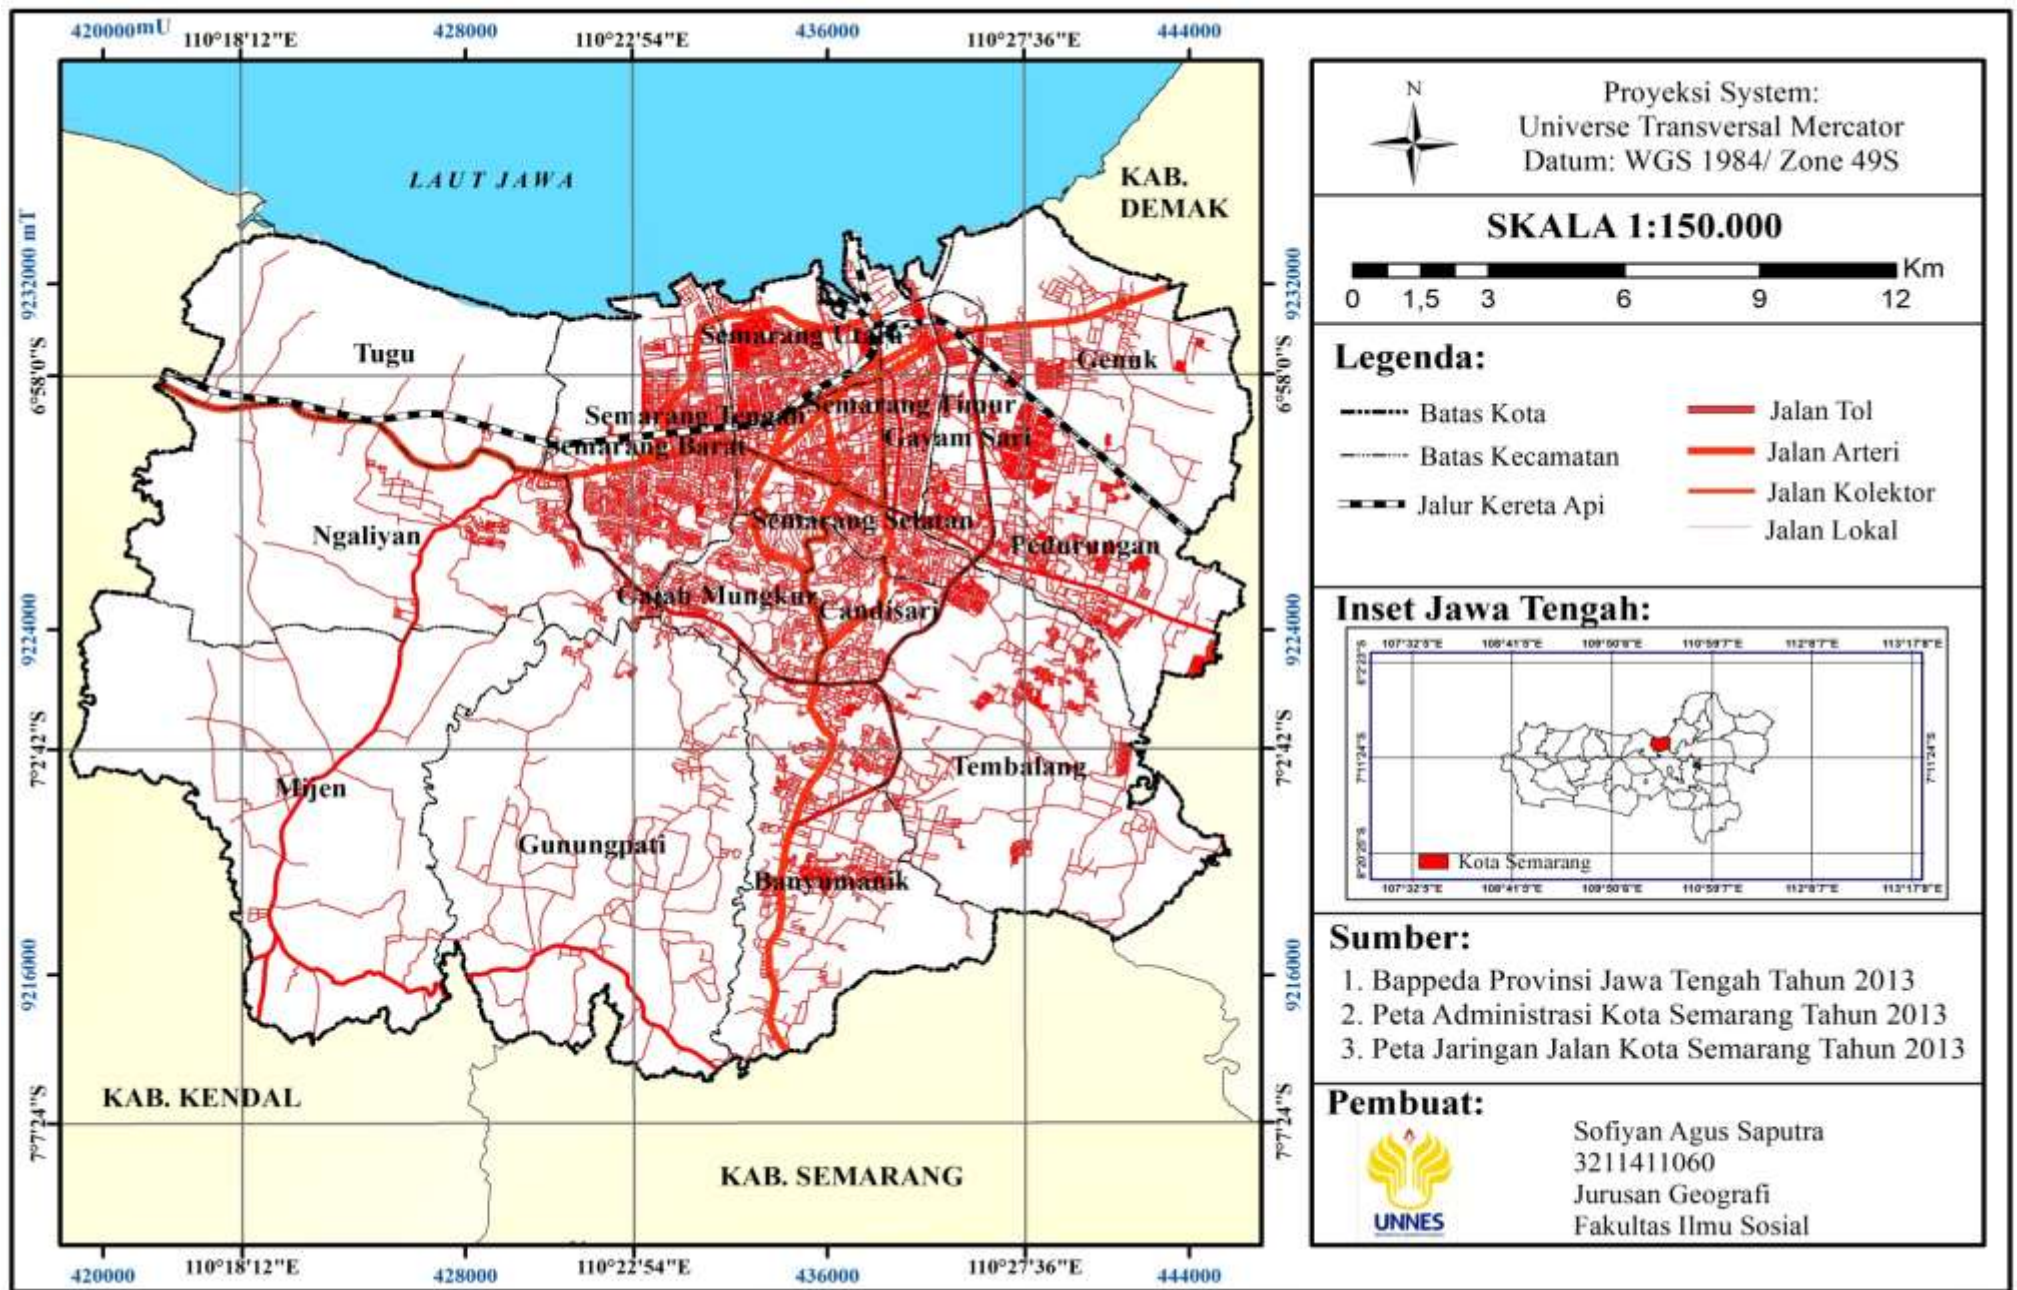 420000mU
110°18'12"E
428000
110°22'54"E
436000
110°27'36"E
444000
9232000 mT
6°58'0"S
9224000
7°2'42"S
9216000
7°7'24"S
LAUT JAWA
KAB.
DEMAK
Tugu
Semarang Utara
Genuk
Semarang Tengah
Semarang Timur
Semarang Barat
Gayam Sari
Ngaliyan
Semarang Selatan
Pedurungan
Gajah Mungkur
Candisari
Mijen
Tembalang
Gunungpati
Banyumanik
KAB. KENDAL
KAB. SEMARANG
9232000
6°58'0"S
9224000
7°2'42"S
9216000
7°7'24"S
420000
110°18'12"E
428000
110°22'54"E
436000
110°27'36"E
444000
N
Proyeksi System:
Universe Transversal Mercator
Datum: WGS 1984/ Zone 49S
SKALA 1:150.000
Km
0 1,5 3 6 9 12
Legenda:
Batas Kota
Batas Kecamatan
Jalur Kereta Api
Jalan Tol
Jalan Arteri
Jalan Kolektor
Jalan Lokal
Inset Jawa Tengah:
7°11'24"S
7°11'24"S
Kota Semarang
Sumber:
1. Bappeda Provinsi Jawa Tengah Tahun 2013
2. Peta Administrasi Kota Semarang Tahun 2013
3. Peta Jaringan Jalan Kota Semarang Tahun 2013
Pembuat:
UNNES
Sofiyan Agus Saputra
3211411060
Jurusan Geografi
Fakultas Ilmu Sosial